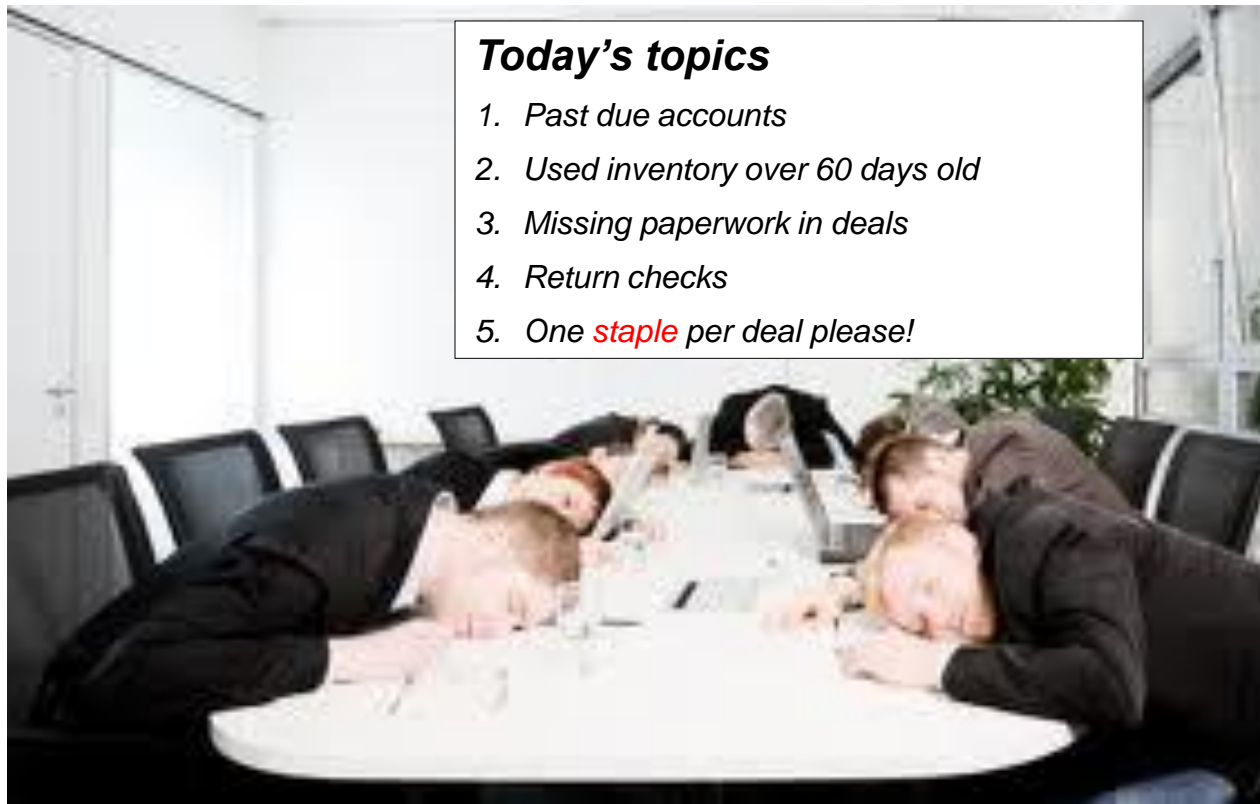 Today’s topics
1. Past due accounts
2. Used inventory over 60 days old
3. Missing paperwork in deals
4. Return checks
5. One staple per deal please!